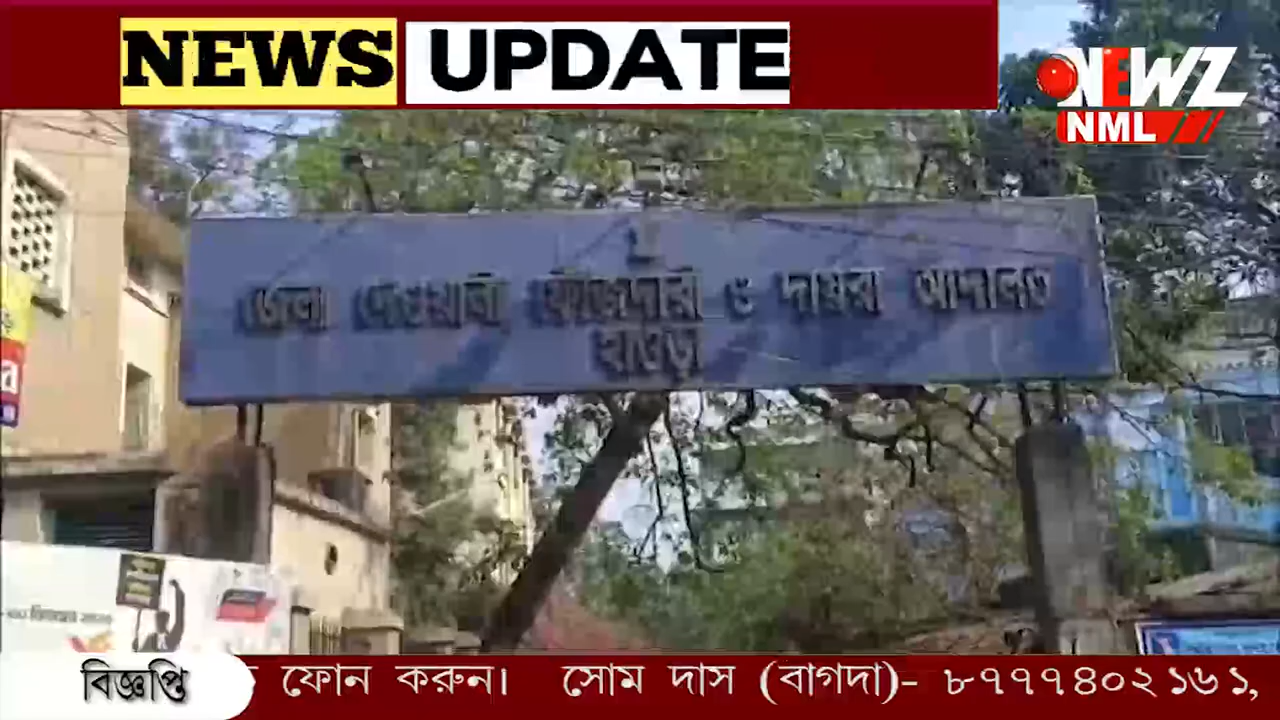 NEWS UPDATE
NEWZ
NML
জেলা দেওয়ানী ফৌজদারী ও দায়রা আদালত
হাওড়া
বিজ্ঞপ্তি
ফোন করুন। সোম দাস (বাগদা)- ৮৭৭৭৪০২১৬১,